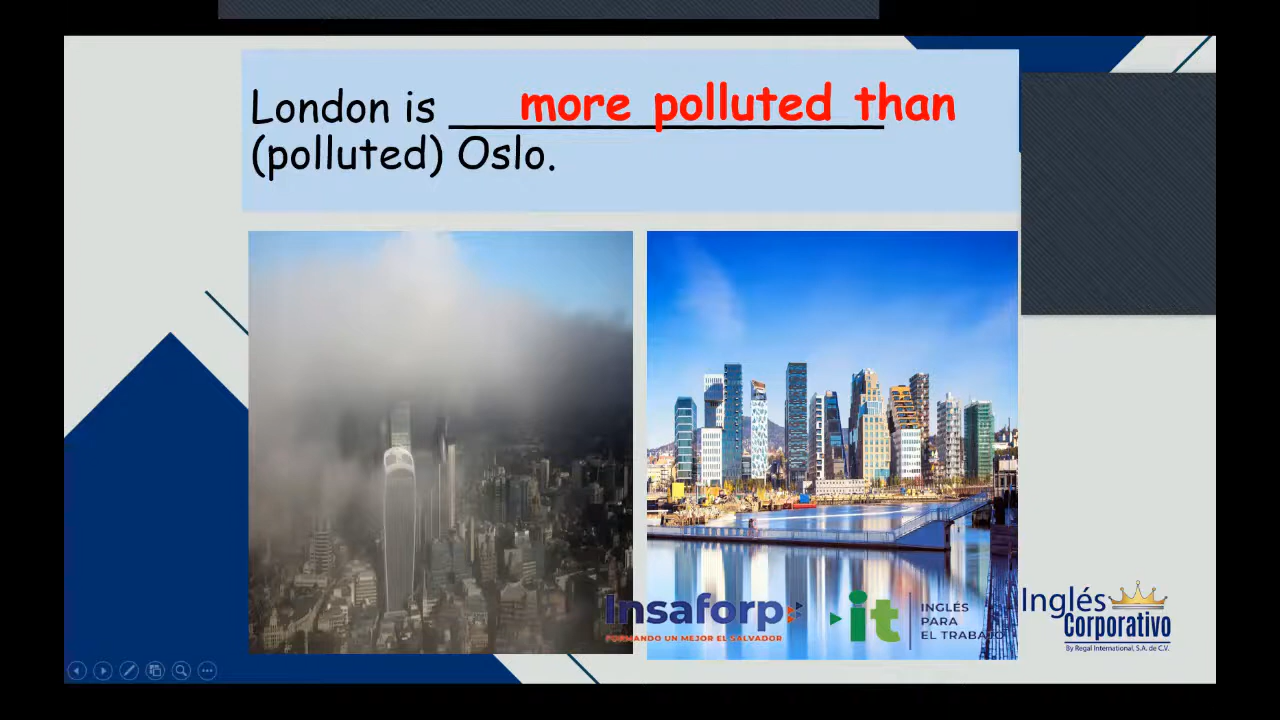 London is ________________ more polluted than
(polluted) Oslo.
Insaforp
FORMANDO UN MEJOR EL SALVADOR
it
INGLÉS
PARA
EL TRABAJO
Inglés
Corporativo
By Regal International, S.A. de C.V.